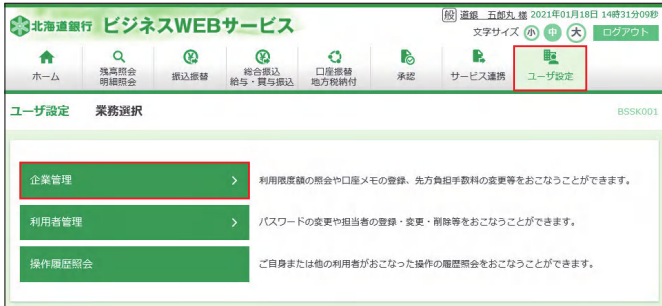 北海道銀行 ビジネスWEBサービス
般 道銀 五郎丸 様 2021年01月18日 14時31分09秒
文字サイズ 小 中 大 ログアウト
ホーム
残高照会
明細照会
振込振替
総合振込
給与・賞与振込
口座振替
地方税納付
承認
サービス連携
ユーザ設定
ユーザ設定 業務選択 BSSK001
企業管理 利用限度額の照会や口座メモの登録、先方負担手数料の変更等をおこなうことができます。
利用者管理 パスワードの変更や担当者の登録・変更・削除等をおこなうことができます。
操作履歴照会 ご自身または他の利用者がおこなった操作の履歴照会をおこなうことができます。